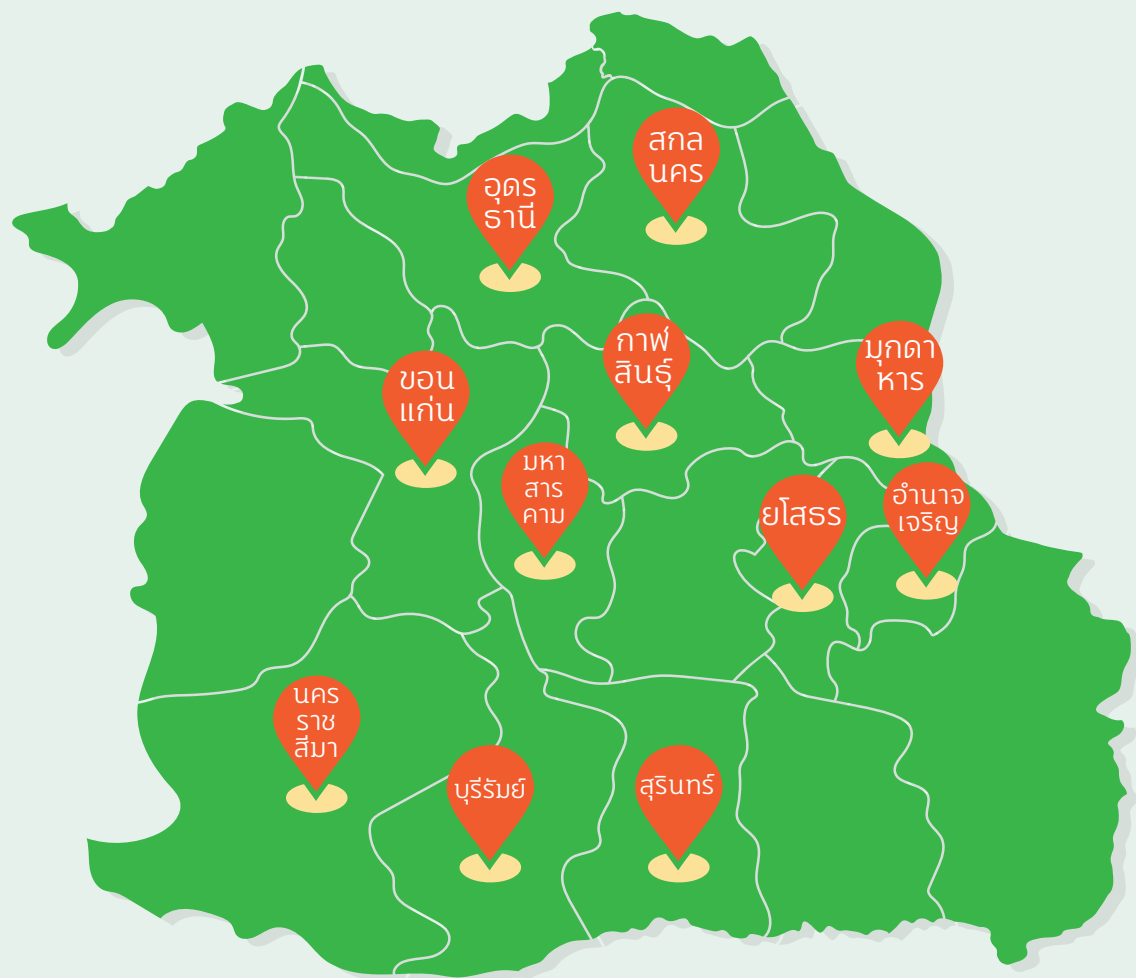 สกล
นคร
อุดร
ธานี
กาฬ
สินธุ์
มุกดา
หาร
ขอน
แก่น
มหา
สาร
คาม
ยโสธร
อำนาจ
เจริญ
นคร
ราช
สีมา
บุรีรัมย์
สุรินทร์